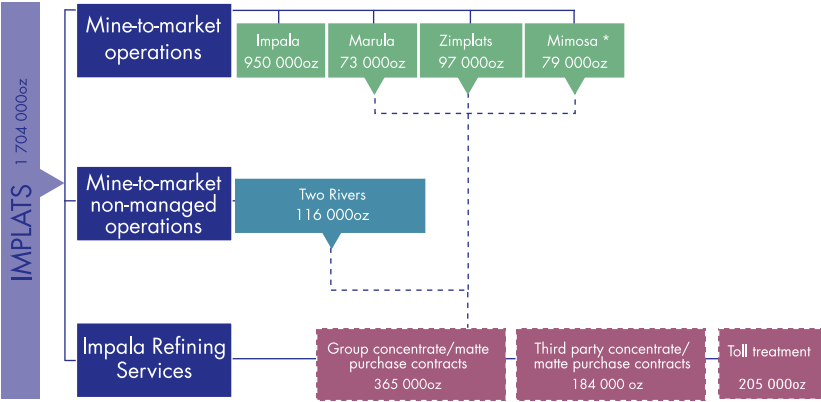 IMPLATS 1 704 000oz
Mine-to-market
operations
Impala
950 000oz
Marula
73 000oz
Zimplats
97 000oz
Mimosa *
79 000oz
Mine-to-market
non-managed
operations
Two Rivers
116 000oz
Impala Refining
Services
Group concentrate/matte
purchase contracts
365 000oz
Third party concentrate/
matte purchase contracts
184 000 oz
Toll treatment
205 000oz